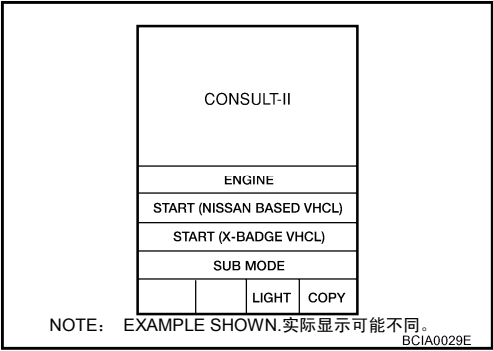 CONSULT-II
ENGINE
START (NISSAN BASED VHCL)
START (X-BADGE VHCL)
SUB MODE
LIGHT COPY
NOTE： EXAMPLE SHOWN.实际显示可能不同。
BCIA0029E